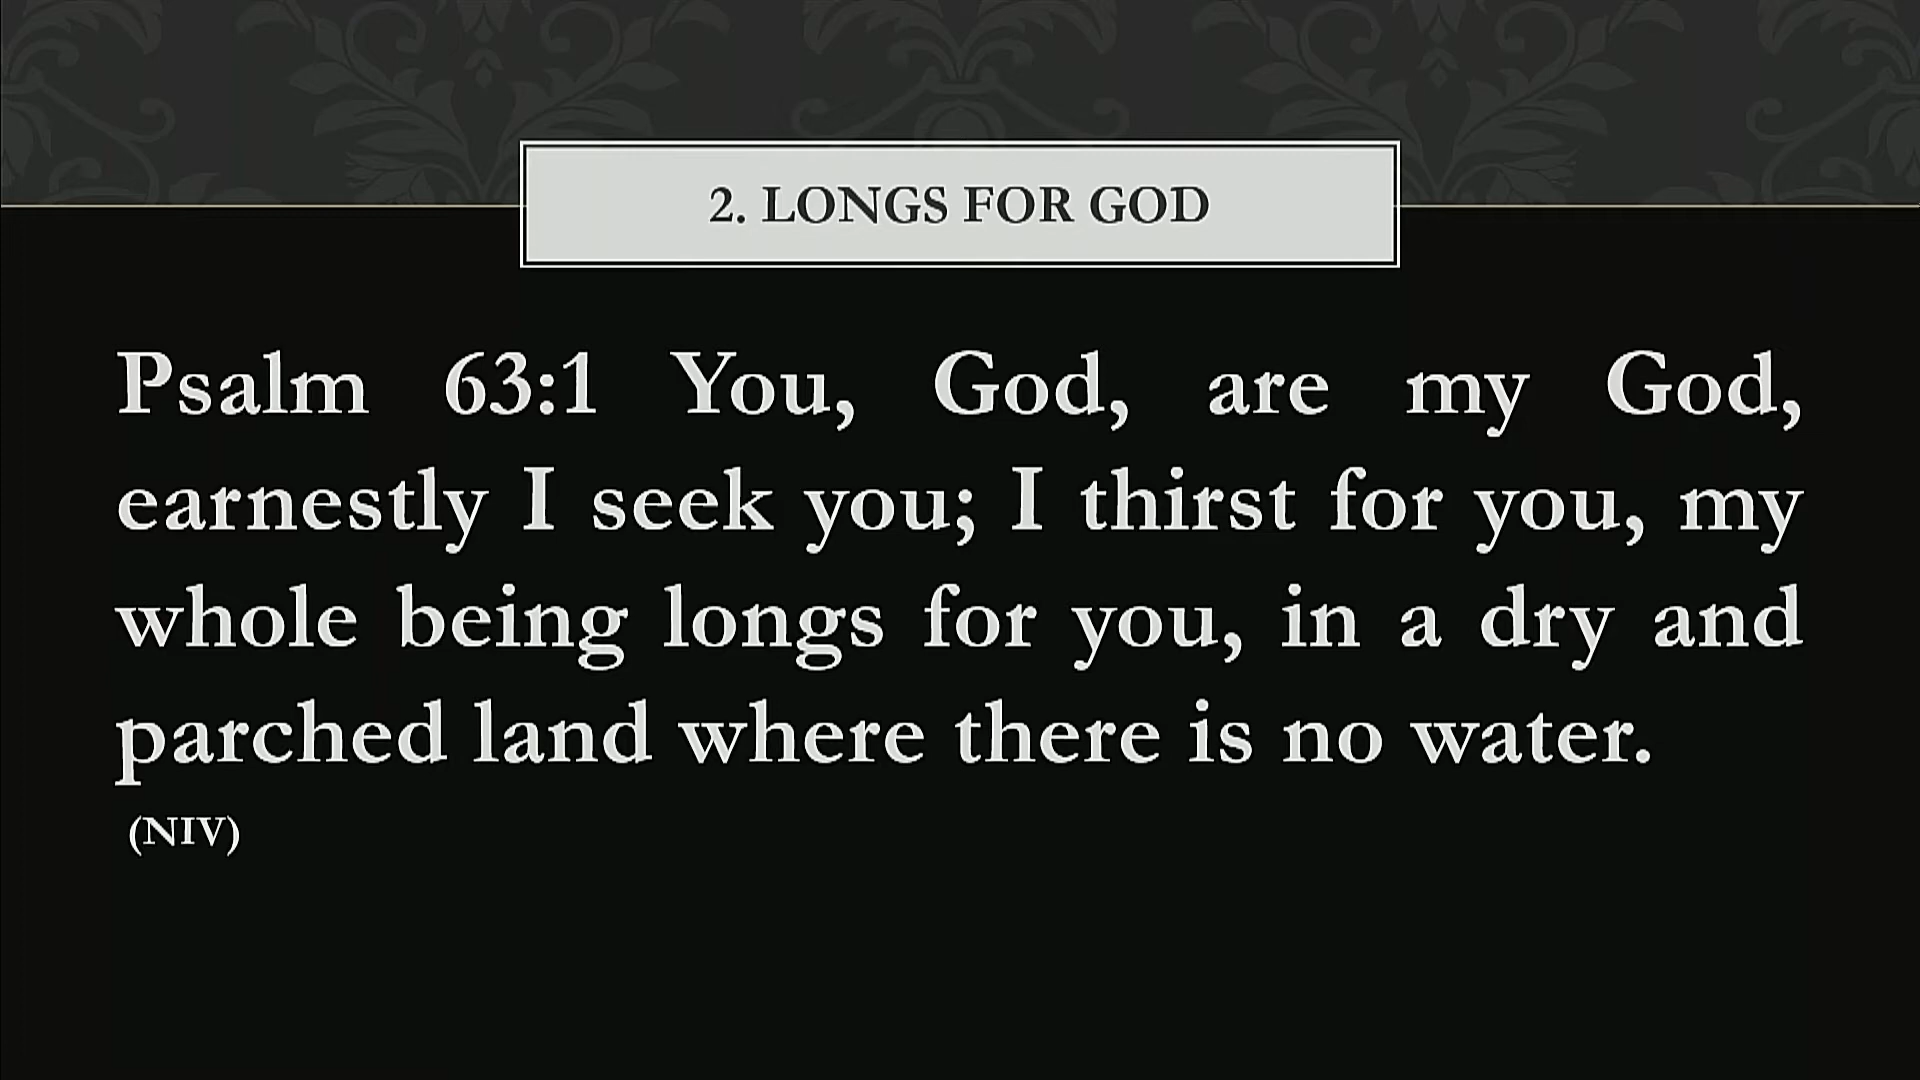 2. LONGS FOR GOD
Psalm 63:1 You, God, are my God,
earnestly I seek you; I thirst for you, my
whole being longs for you, in a dry and
parched land where there is no water.
(NIV)